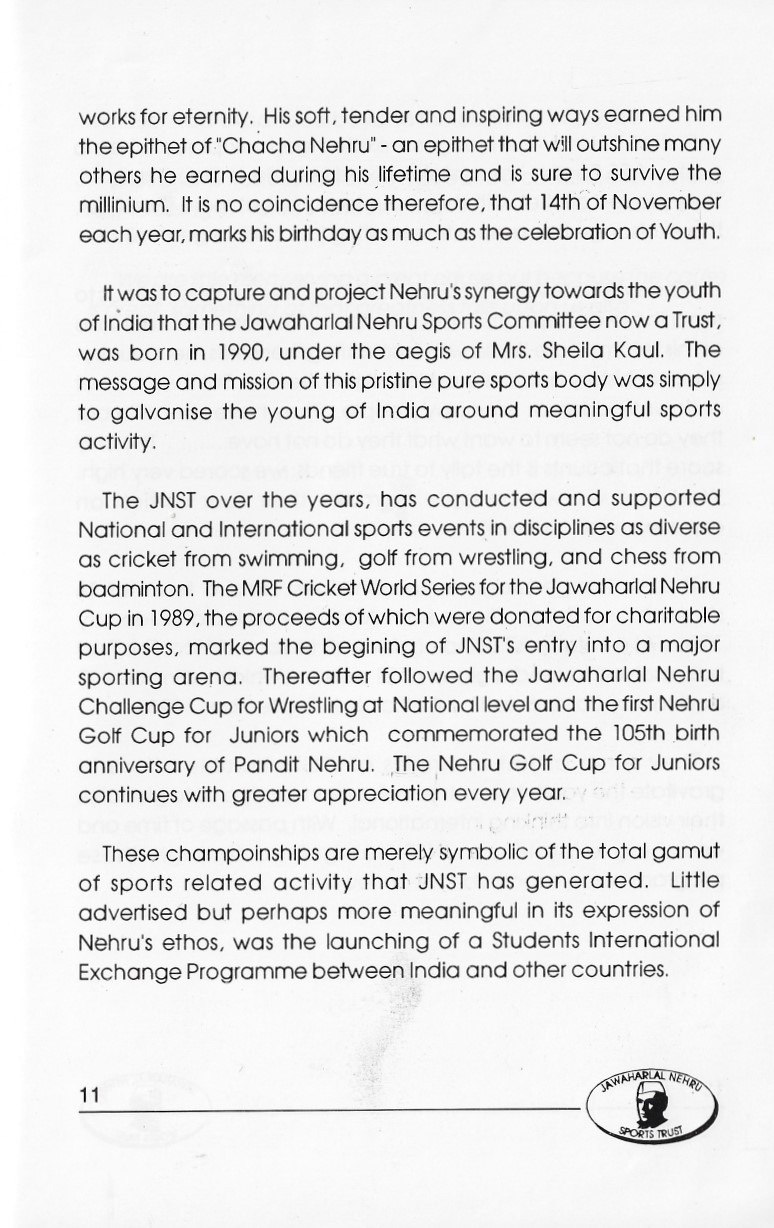 works for eternity. His soft, tender and inspiring ways earned him
the epithet of "Chacha Nehru" - an epithet that will outshine many
others he earned during his lifetime and is sure to survive the
millinium. It is no coincidence therefore, that 14th of November
each year, marks his birthday as much as the celebration of Youth.
It was to capture and project Nehru's synergy towards the youth
of India that the Jawaharlal Nehru Sports Committee now a Trust,
was born in 1990, under the aegis of Mrs. Sheila Kaul. The
message and mission of this pristine pure sports body was simply
to galvanise the young of India around meaningful sports
activity.
The JNST over the years, has conducted and supported
National and International sports events in disciplines as diverse
as cricket from swimming, golf from wrestling, and chess from
badminton. The MRF Cricket World Series for the Jawaharlal Nehru
Cup in 1989, the proceeds of which were donated for charitable
purposes, marked the begining of JNST's entry into a major
sporting arena. Thereafter followed the Jawaharlal Nehru
Challenge Cup for Wrestling at National level and the first Nehru
Golf Cup for Juniors which commemorated the 105th birth
anniversary of Pandit Nehru. The Nehru Golf Cup for Juniors
continues with greater appreciation every year.
These champoinships are merely symbolic of the total gamut
of sports related activity that JNST has generated. Little
advertised but perhaps more meaningful in its expression of
Nehru's ethos, was the launching of a Students International
Exchange Programme between India and other countries.
11
JAWAHARLAL NEHRU
SPORTS TRUST